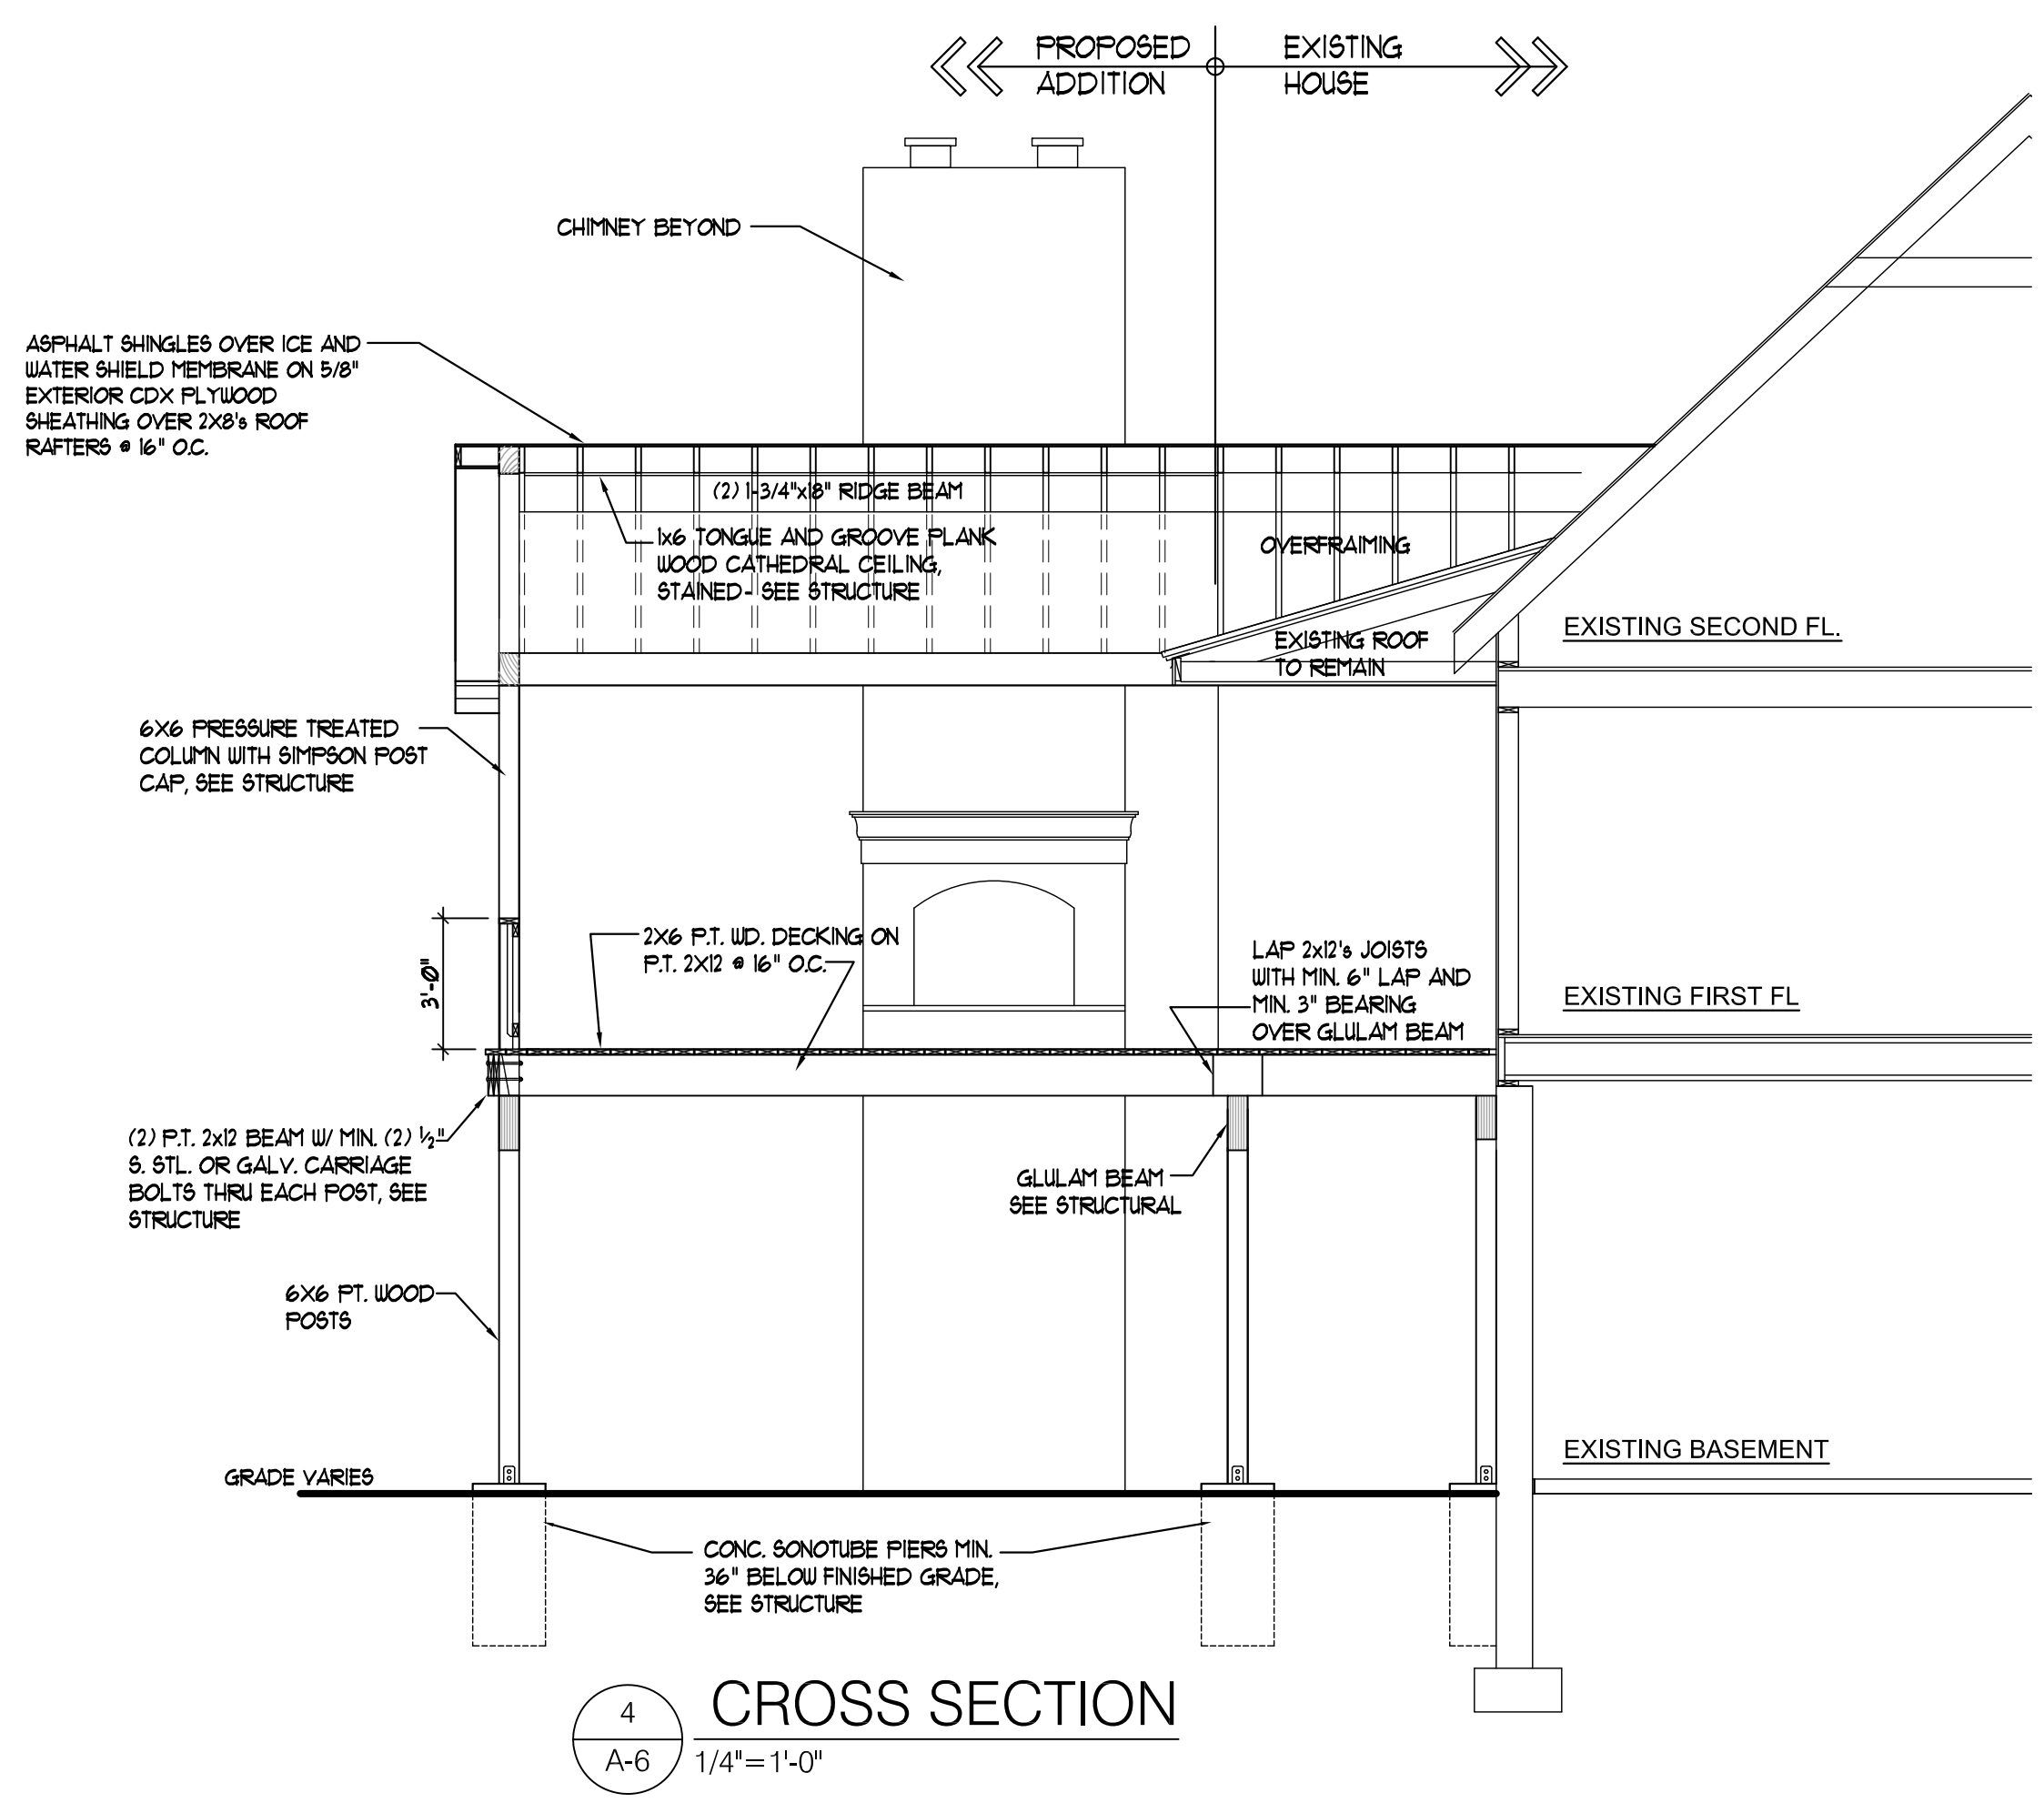 PROPOSED
ADDITION
EXISTING
HOUSE
CHIMNEY BEYOND
ASPHALT SHINGLES OVER ICE AND
WATER SHIELD MEMBRANE ON 5/8"
EXTERIOR CDX PLYWOOD
SHEATHING OVER 2X8's ROOF
RAFTERS @ 16" O.C.
(2) 1-3/4"x18" RIDGE BEAM
1x6 TONGUE AND GROOVE PLANK
WOOD CATHEDRAL CEILING,
STAINED- SEE STRUCTURE
OVERFRAMING
EXISTING ROOF
TO REMAIN
EXISTING SECOND FL.
6X6 PRESSURE TREATED
COLUMN WITH SIMPSON POST
CAP, SEE STRUCTURE
3'-0"
2X6 P.T. WD. DECKING ON
P.T. 2X12 @ 16" O.C.
LAP 2x12's JOISTS
WITH MIN. 6" LAP AND
MIN. 3" BEARING
OVER GLULAM BEAM
EXISTING FIRST FL
(2) P.T. 2x12 BEAM W/ MIN. (2) ½"
S. STL. OR GALV. CARRIAGE
BOLTS THRU EACH POST, SEE
STRUCTURE
GLULAM BEAM
SEE STRUCTURAL
6X6 PT. WOOD
POSTS
EXISTING BASEMENT
GRADE VARIES
CONC. SONOTUBE PIERS MIN.
36" BELOW FINISHED GRADE,
SEE STRUCTURE
4
A-6
CROSS SECTION
1/4"=1'-0"